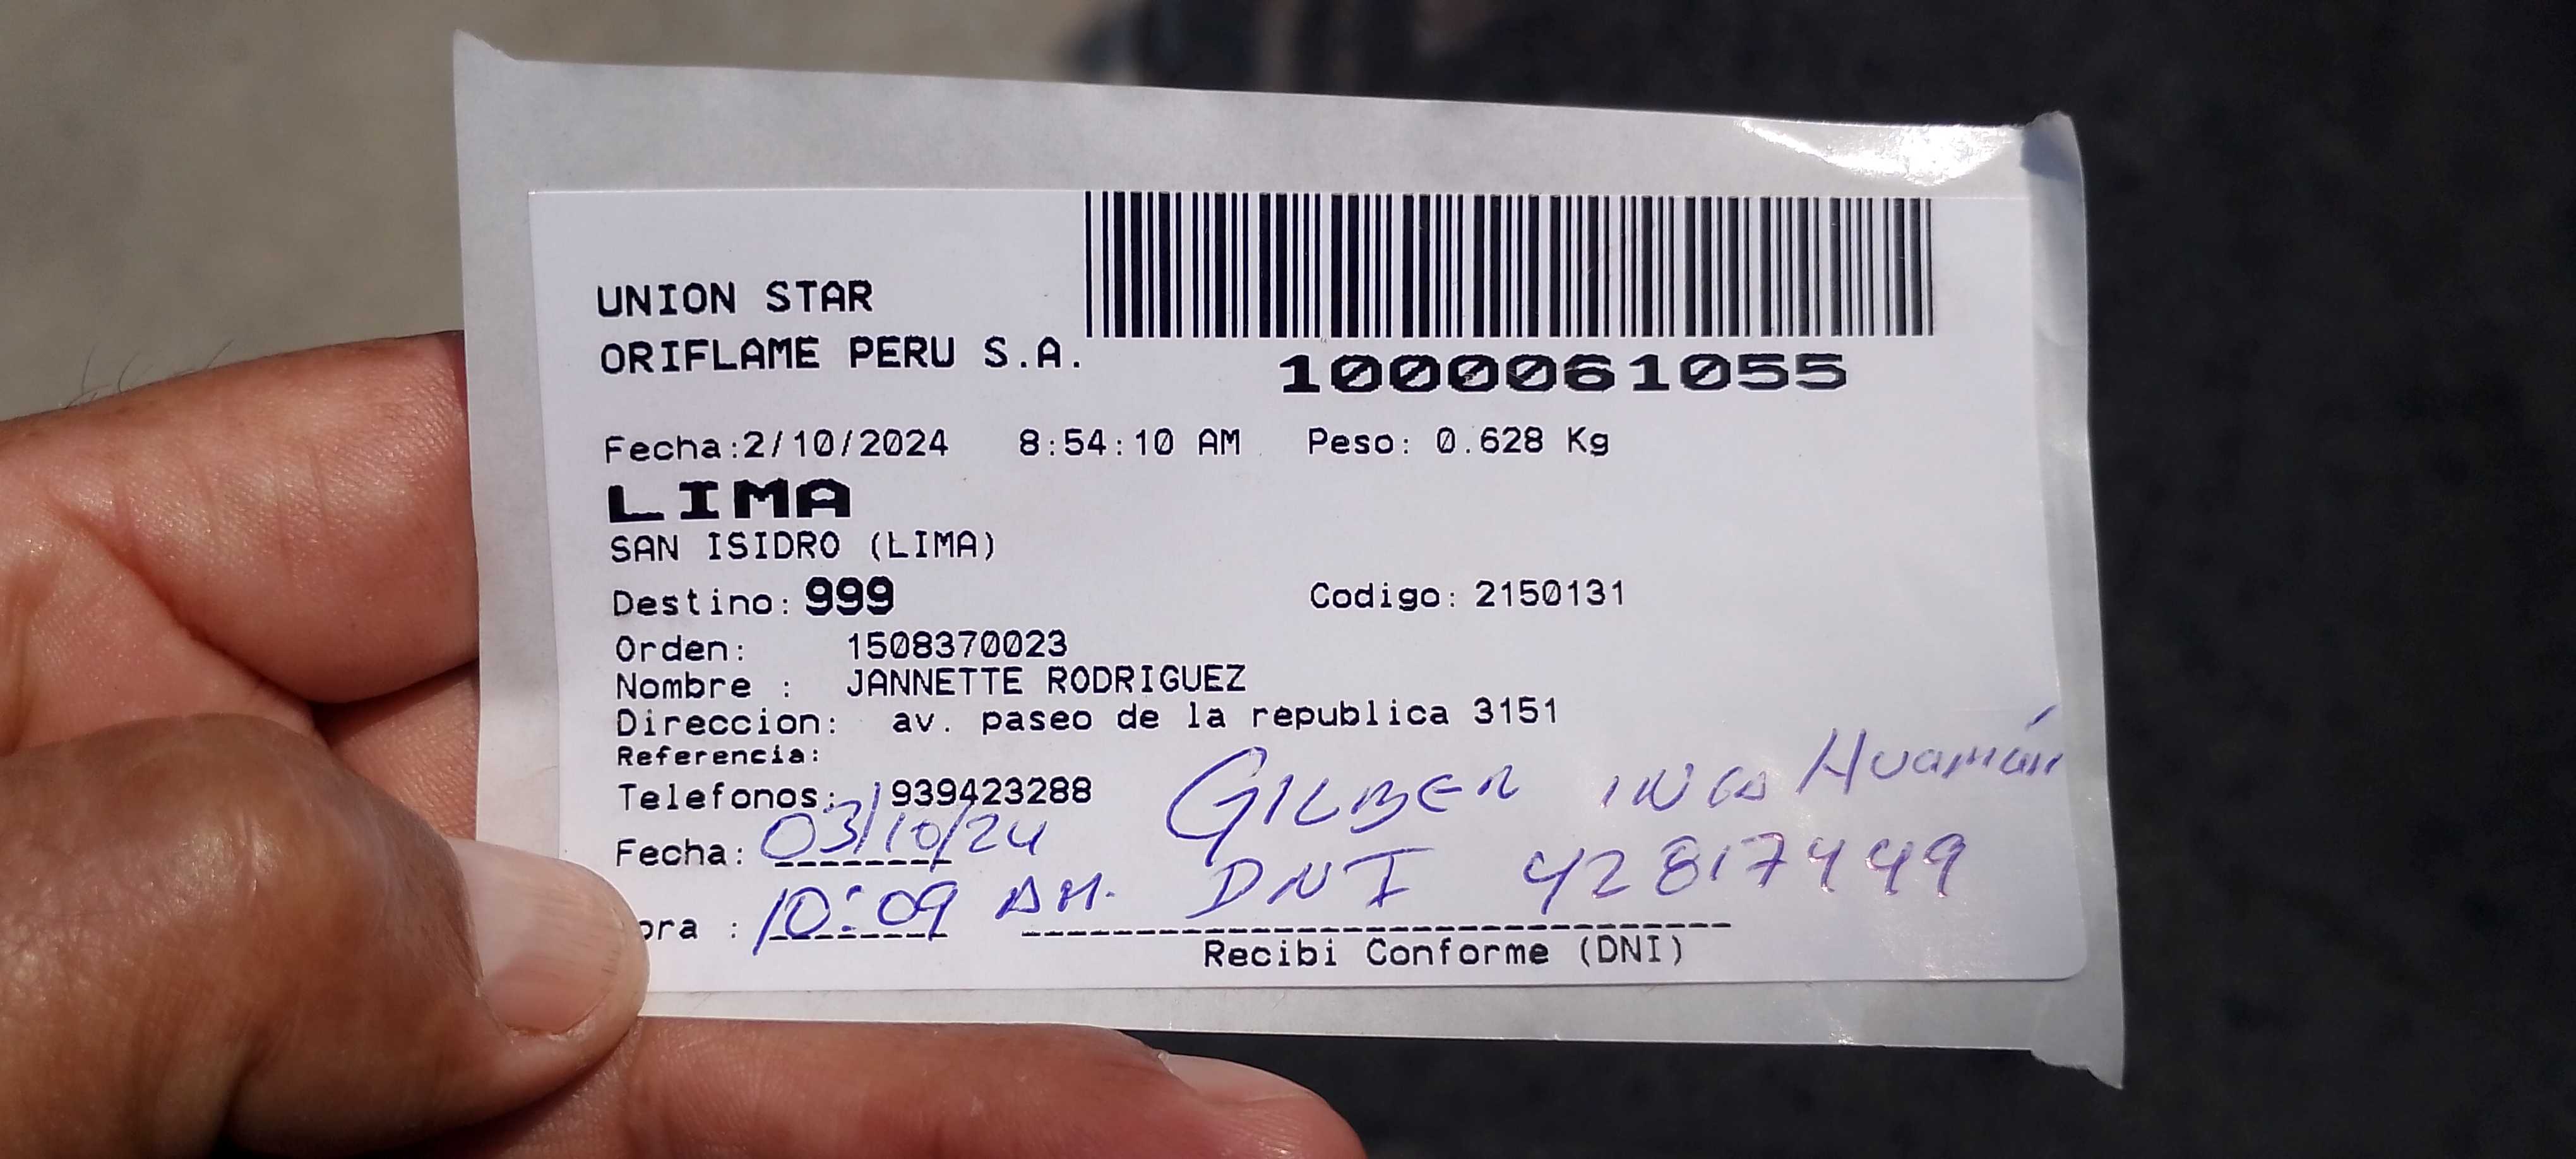 UNION STAR
ORIFLAME PERU S.A.
1000061055
Fecha:2/10/2024 8:54:10 AM Peso: 0.628 Kg
LIMA
SAN ISIDRO (LIMA)
Destino: 999 Codigo: 2150131
Orden: 1508370023
Nombre : JANNETTE RODRIGUEZ
Direccion: av. paseo de la republica 3151
Referencia:
Telefonos: 939423288 GILBER Huamán
Fecha: 03/10/24
ora : 10:09 AM. DNI 42817449
Recibi Conforme (DNI)